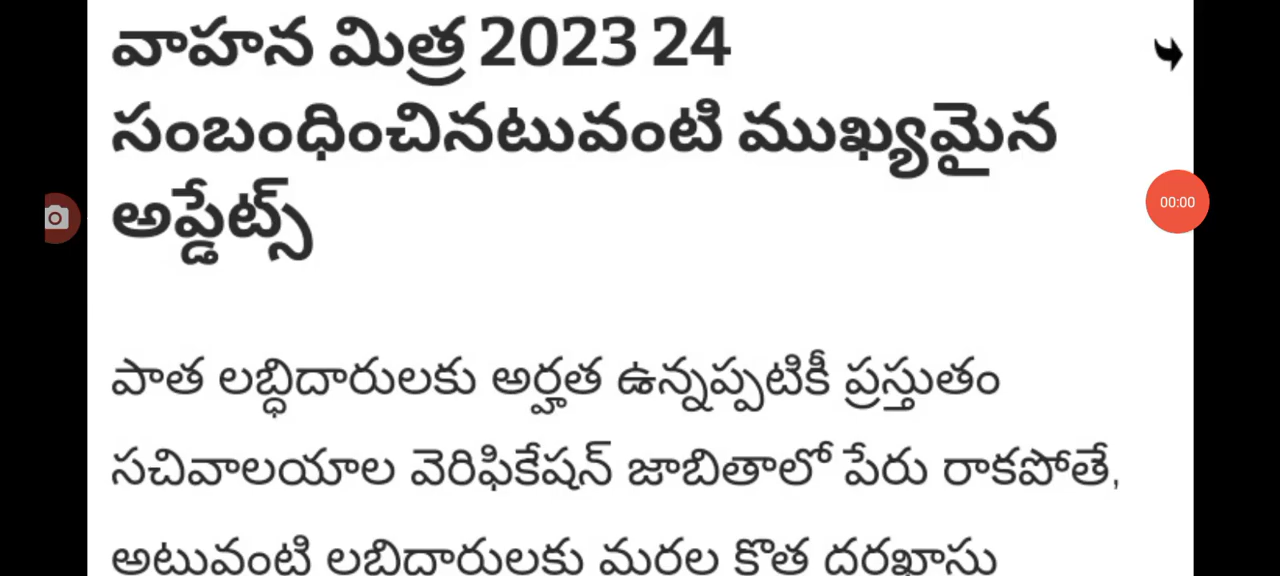 వాహన మిత్ర 2023 24
సంబంధించినటువంటి ముఖ్యమైన
అప్డేట్స్
00:00
పాత లబ్ధిదారులకు అర్హత ఉన్నప్పటికీ ప్రస్తుతం
సచివాలయాల వెరిఫికేషన్ జాబితాలో పేరు రాకపోతే,
అటువంటి లబ్ధిదారులకు మరల కొత్త దరఖాస్తు